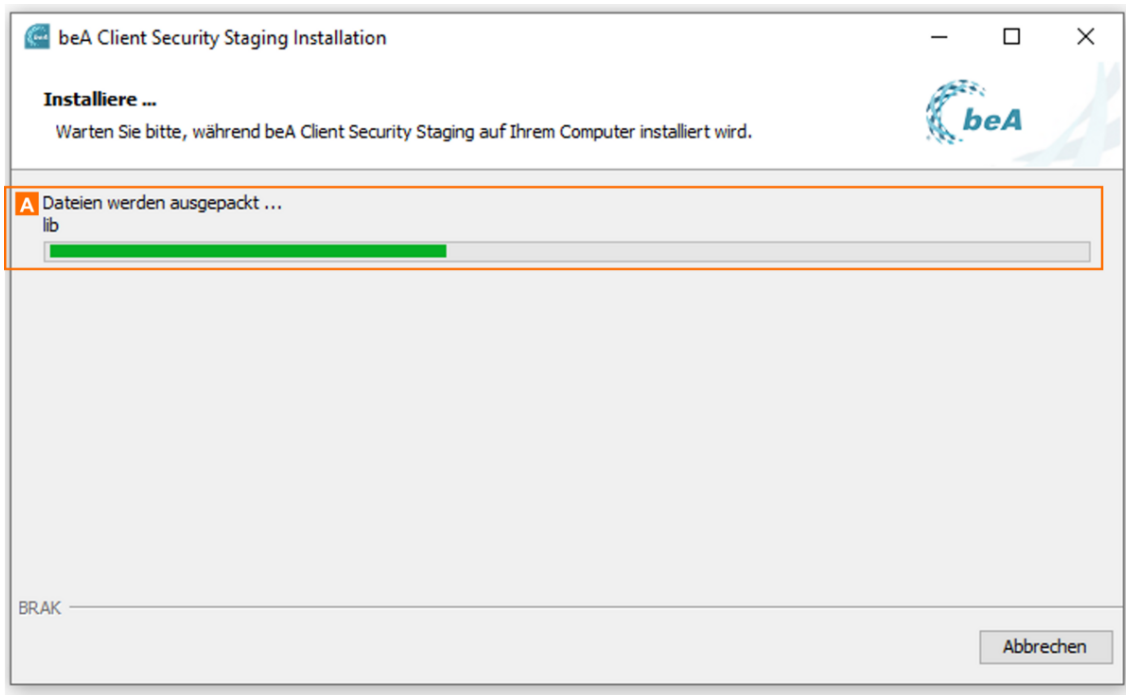 beA Client Security Staging Installation
Installiere ...
Warten Sie bitte, während beA Client Security Staging auf Ihrem Computer installiert wird.
beA
A Dateien werden ausgepackt ...
lib
BRAK
Abbrechen